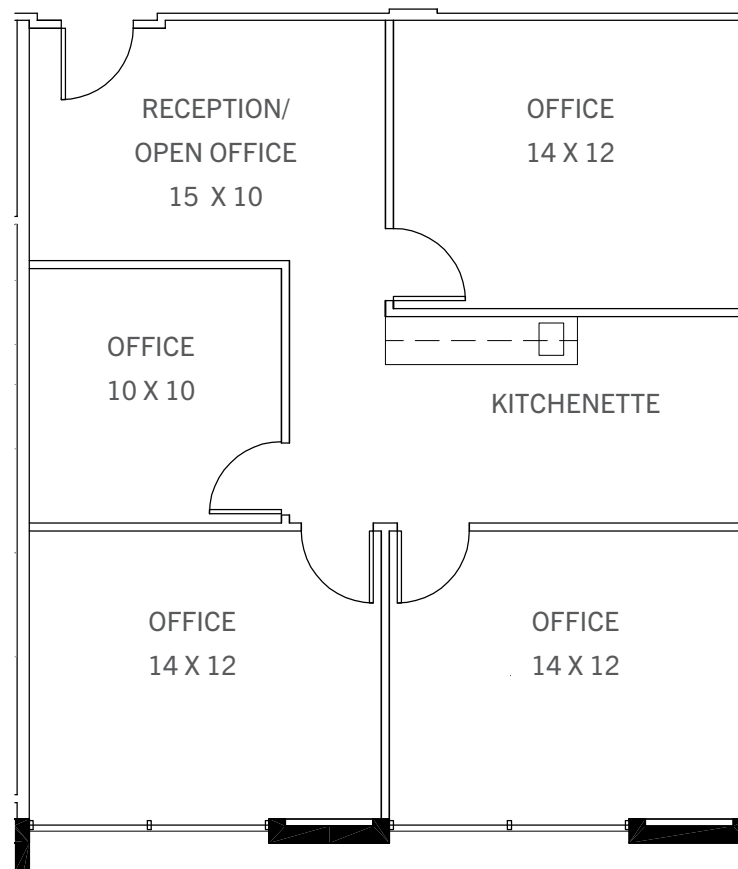 RECEPTION/
OPEN OFFICE
15 X 10
OFFICE
14 X 12
OFFICE
10 X 10
KITCHENETTE
OFFICE
14 X 12
OFFICE
14 X 12